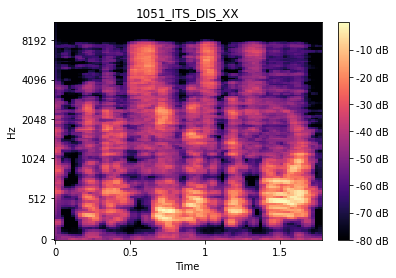 1051_ITS_DIS_XX
8192
4096
2048
1024
512
0
Hz
0
0.5
1
1.5
Time
-10 dB
-20 dB
-30 dB
-40 dB
-50 dB
-60 dB
-70 dB
-80 dB